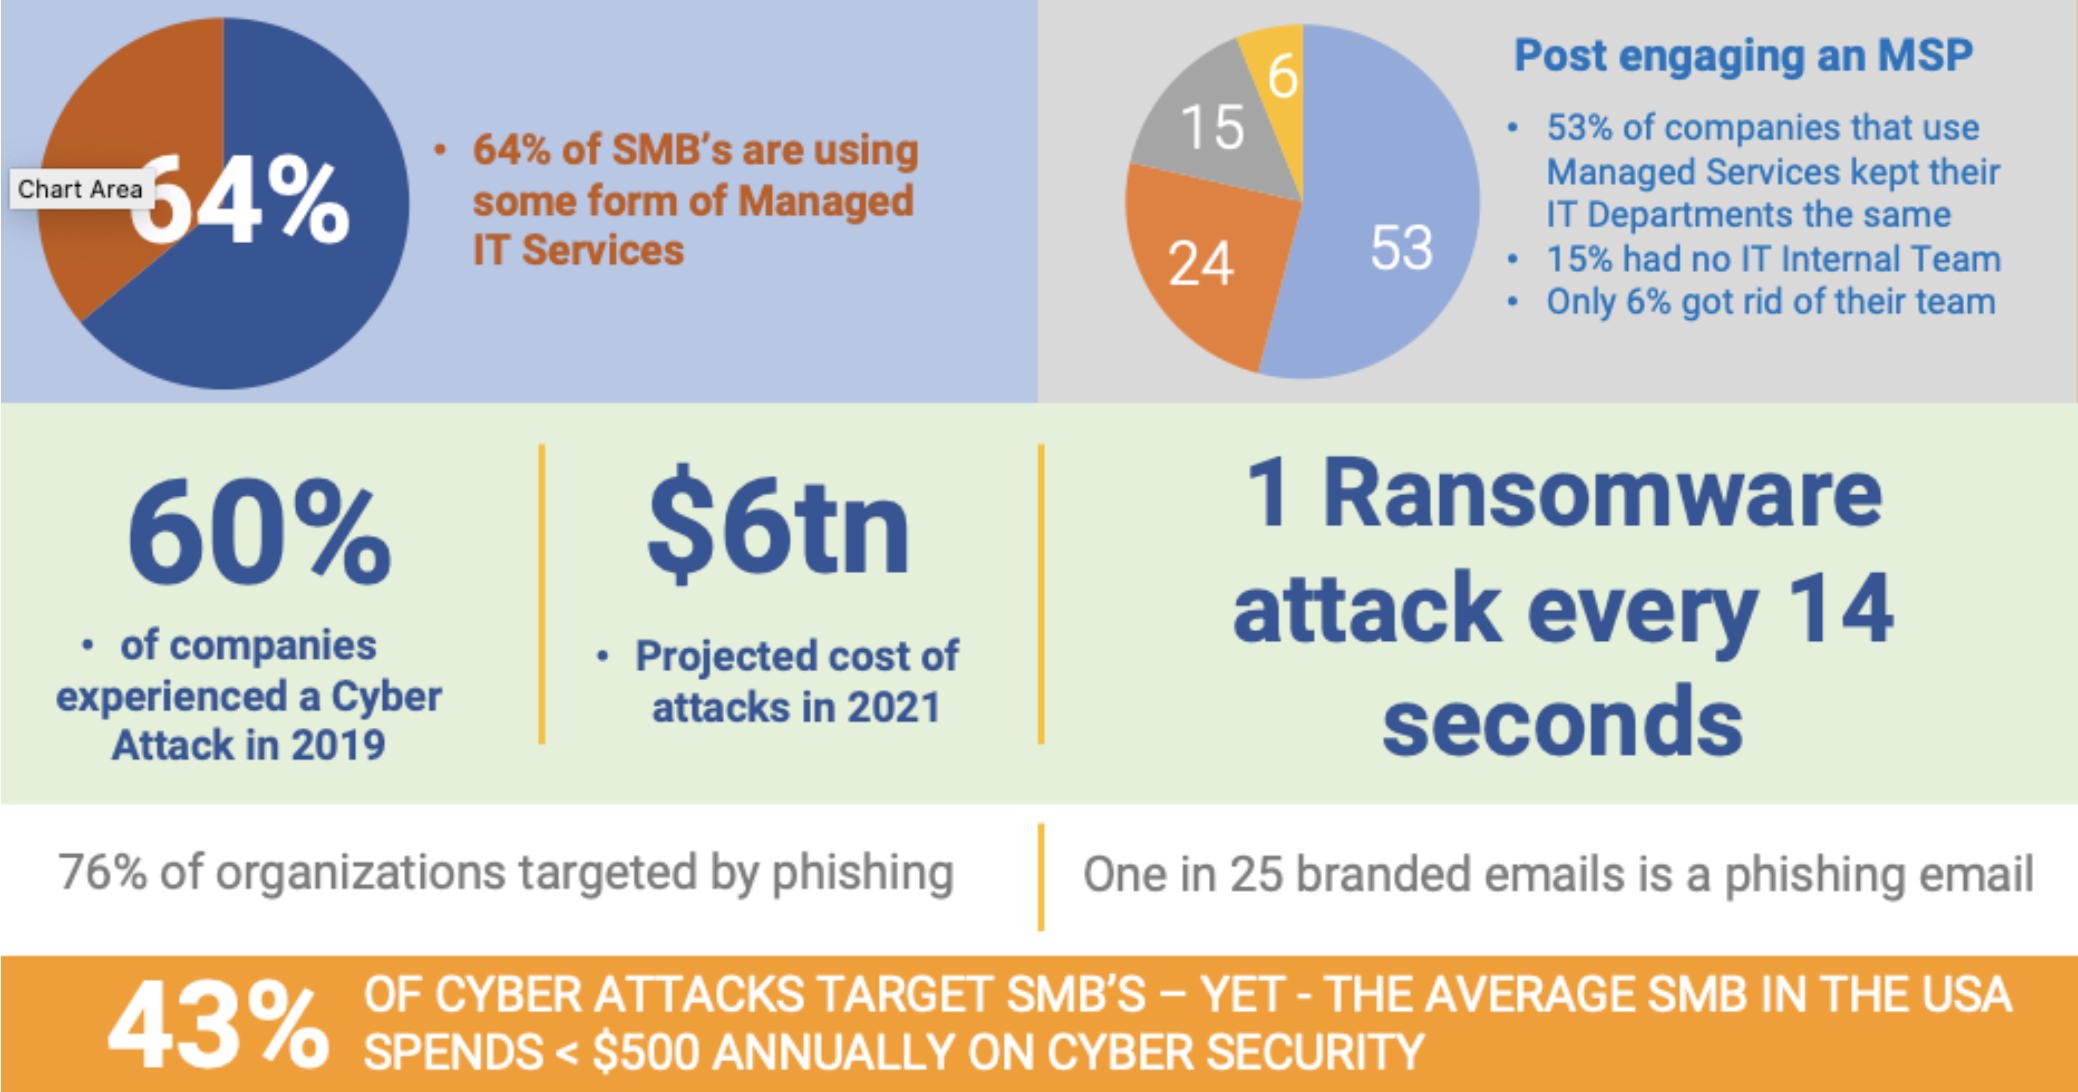 64%
Chart Area
• 64% of SMB's are using
some form of Managed
IT Services
6
15
24
53
Post engaging an MSP
• 53% of companies that use
Managed Services kept their
IT Departments the same
• 15% had no IT Internal Team
• Only 6% got rid of their team
60%
• of companies
experienced a Cyber
Attack in 2019
$6tn
• Projected cost of
attacks in 2021
1 Ransomware
attack every 14
seconds
76% of organizations targeted by phishing
One in 25 branded emails is a phishing email
43%
OF CYBER ATTACKS TARGET SMB'S – YET - THE AVERAGE SMB IN THE USA
SPENDS < $500 ANNUALLY ON CYBER SECURITY